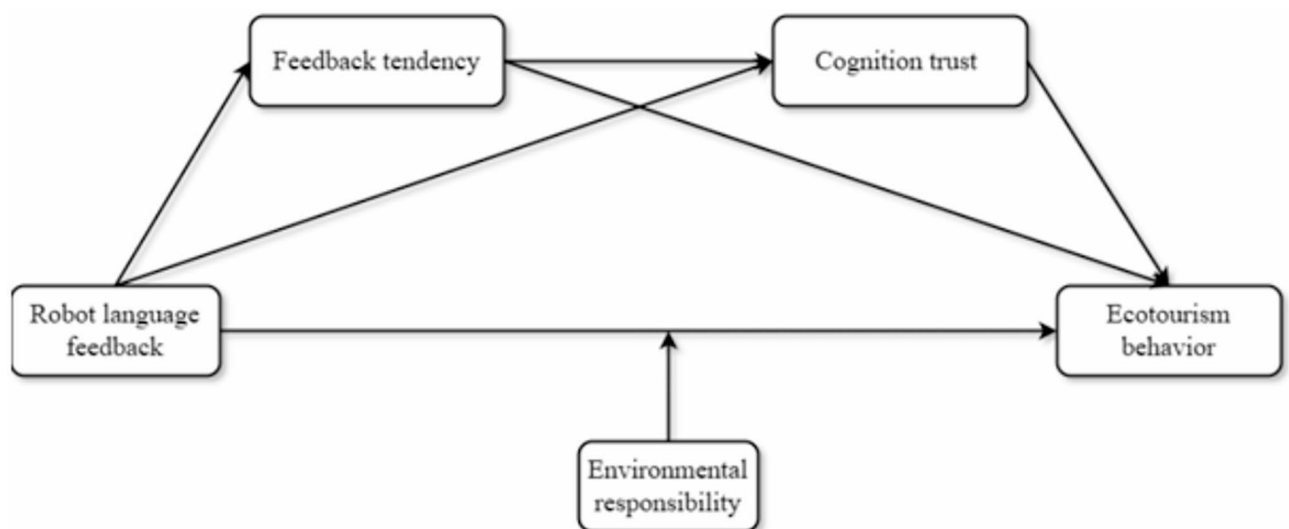 Feedback tendency
Cognition trust
Robot language
feedback
Ecotourism
behavior
Environmental
responsibility